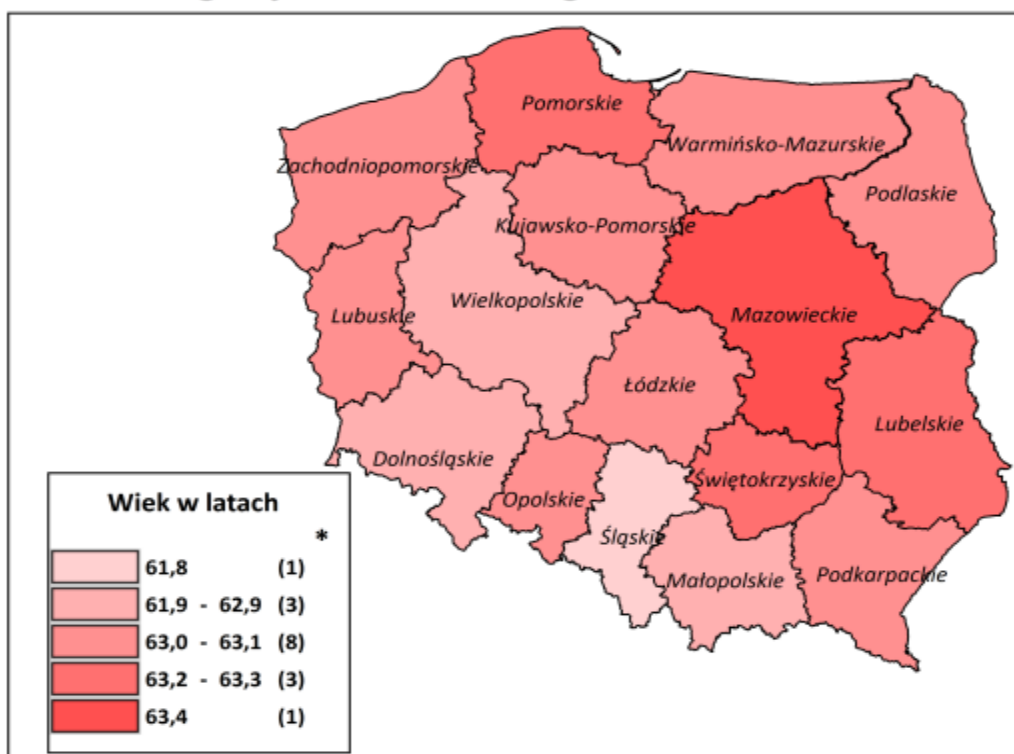 Pomorskie
Warmińsko-Mazurskie
Zachodniopomorskie
Podlaskie
Kujawsko-Pomorskie
Wielkopolskie
Lubuskie
Mazowieckie
Łódzkie
Lubelskie
Dolnośląskie
Świętokrzyskie
Opolskie
Śląskie
Małopolskie
Podkarpackie
Wiek w latach
*
61,8 (1)
61,9 - 62,9 (3)
63,0 - 63,1 (8)
63,2 - 63,3 (3)
63,4 (1)